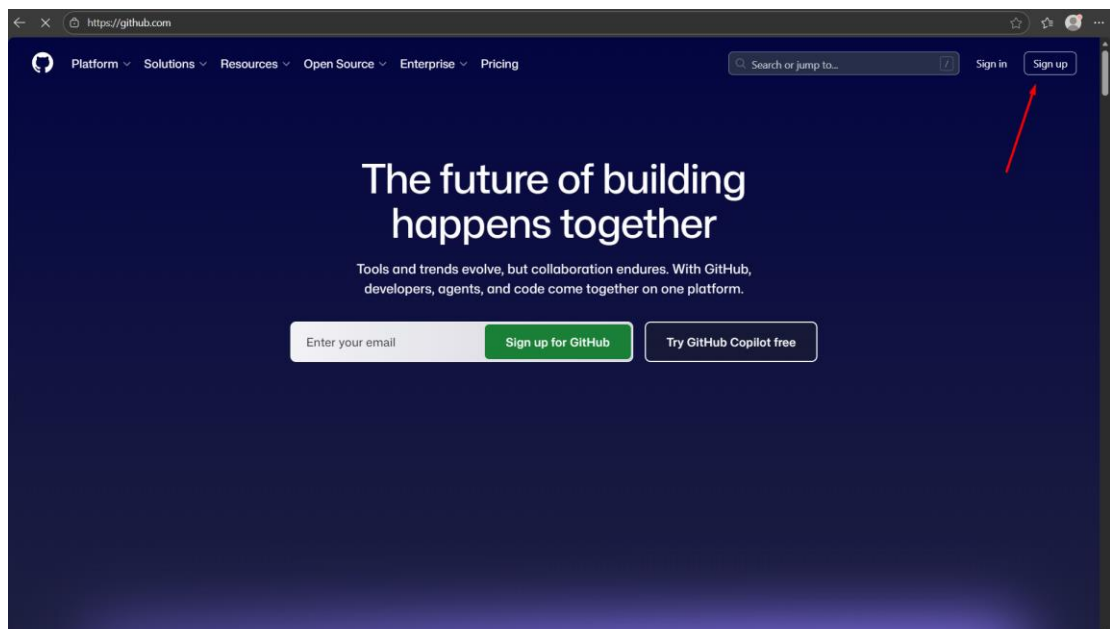 https://github.com
Platform Solutions Resources Open Source Enterprise Pricing Search or jump to... / Sign in Sign up
The future of building
happens together
Tools and trends evolve, but collaboration endures. With GitHub,
developers, agents, and code come together on one platform.
Enter your email Sign up for GitHub Try GitHub Copilot free